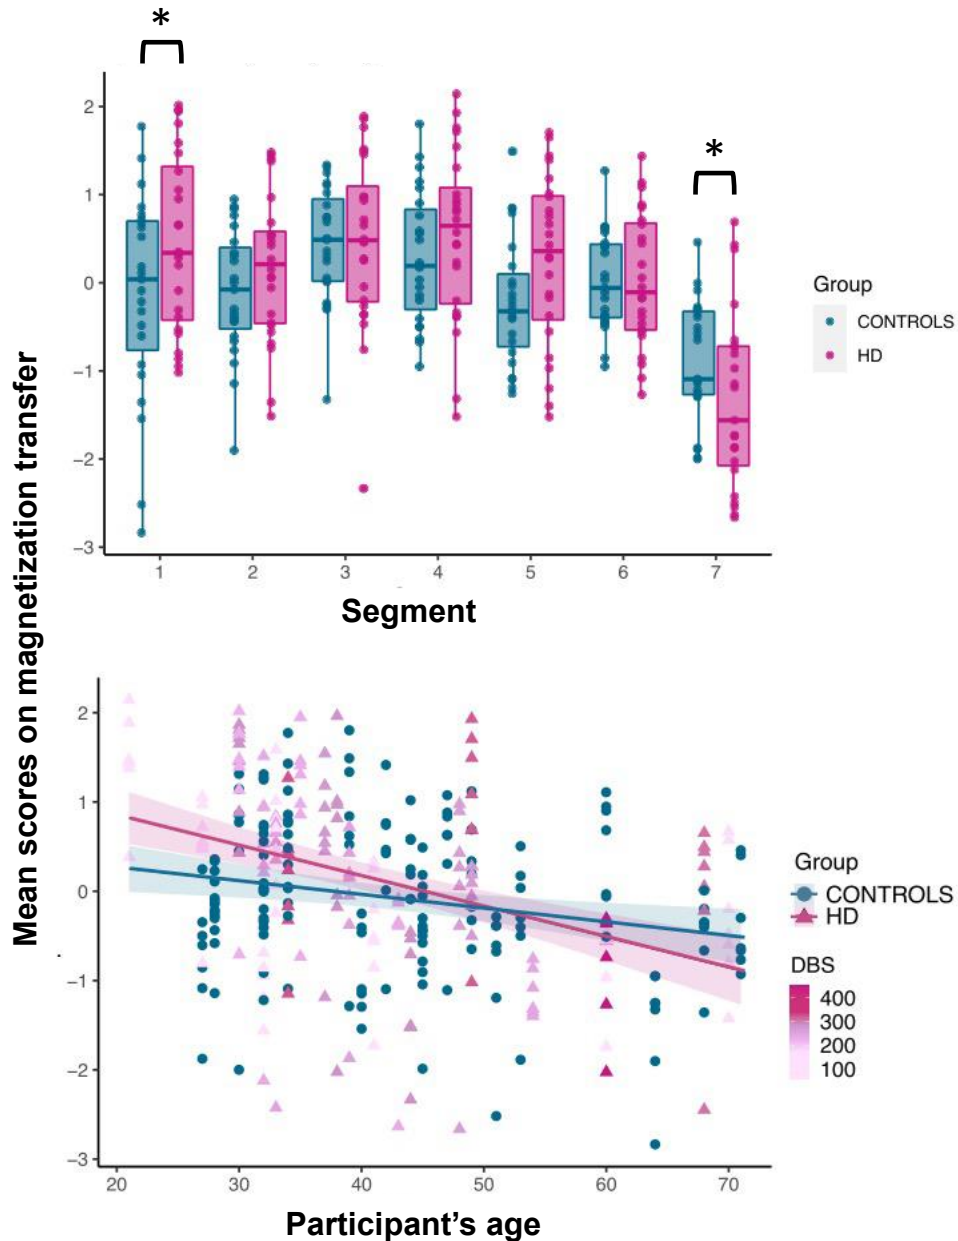 *
*
2
1
0
−1
−2
−3
1 2 3 4 5 6 7
Segment
Group
CONTROLS
HD
Mean scores on magnetization transfer
2
1
0
−1
−2
−3
20 30 40 50 60 70
Participant's age
Group
CONTROLS
HD
DBS
400
300
200
100